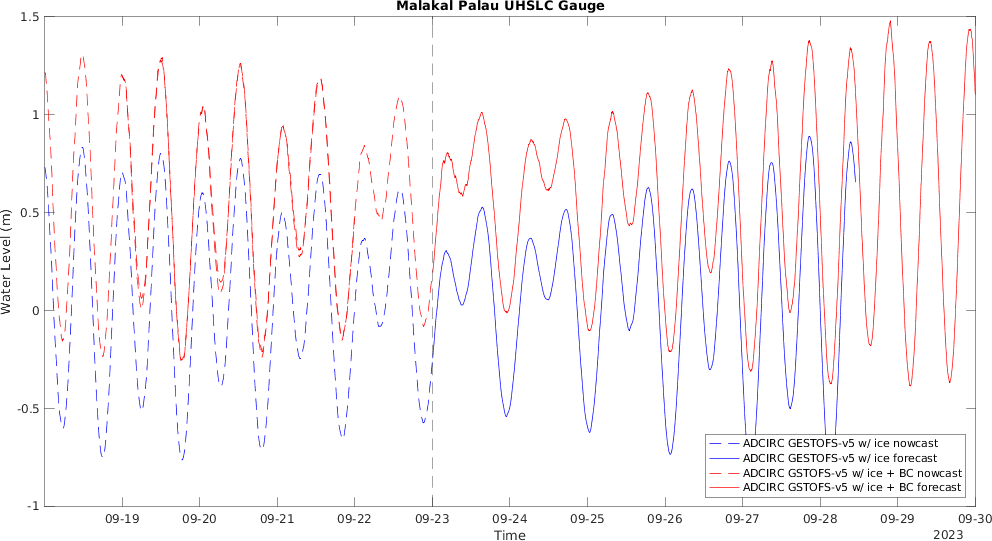 Malakal Palau UHSLC Gauge
Water Level (m)
1.5
1
0.5
0
-0.5
-1
09-19 09-20 09-21 09-22 09-23 09-24 09-25 09-26 09-27 09-28 09-29 09-30
Time
2023
ADCIRC GESTOFS-v5 w/ ice nowcast
ADCIRC GESTOFS-v5 w/ ice forecast
ADCIRC GSTOFS-v5 w/ ice + BC nowcast
ADCIRC GSTOFS-v5 w/ ice + BC forecast